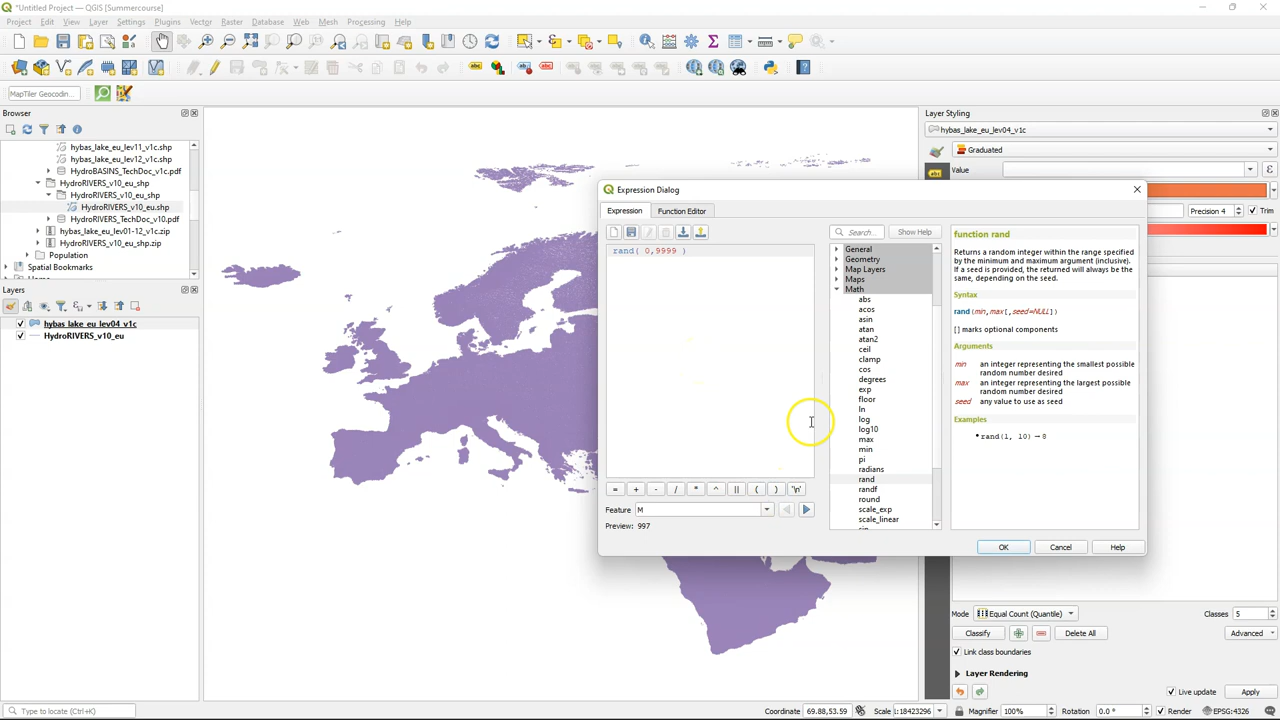 *Untitled Project — QGIS [Summercourse]
Project Edit View Layer Settings Plugins Vector Raster Database Web Mesh Processing Help
MapTiler Geocodin...
Browser
hybas_lake_eu_lev11_v1c.shp
hybas_lake_eu_lev12_v1c.shp
HydroBASINS_TechDoc_v1c.pdf
HydroRIVERS_v10_eu_shp
HydroRIVERS_v10_eu_shp
HydroRIVERS_v10_eu.shp
HydroRIVERS_TechDoc_v10.pdf
hybas_lake_eu_lev01-12_v1c.zip
HydroRIVERS_v10_eu_shp.zip
Population
Spatial Bookmarks
Layers
hybas_lake_eu_lev04_v1c
HydroRIVERS_v10_eu
Layer Styling
hybas_lake_eu_lev04_v1c
Graduated
Value
Precision 4
Trim
Expression Dialog
Expression Function Editor
Search...
Show Help
rand( 0,9999 )
General
Geometry
Map Layers
Maps
Math
abs
acos
asin
atan
atan2
ceil
clamp
cos
degrees
exp
floor
ln
log
log10
max
min
pi
radians
rand
randf
round
scale_exp
scale_linear
function rand
Returns a random integer within the range specified
by the minimum and maximum argument (inclusive).
If a seed is provided, the returned will always be the
same, depending on the seed.
Syntax
rand(min,max[,seed=NULL])
[ ] marks optional components
Arguments
min an integer representing the smallest possible
random number desired
max an integer representing the largest possible
random number desired
seed any value to use as seed
Examples
• rand(1, 10) → 8
= + - / * ^ || ( ) '\n'
Feature M
Preview: 997
OK Cancel Help
Mode Equal Count (Quantile) Classes 5
Classify Delete All Advanced
Link class boundaries
Layer Rendering
Live update Apply
Type to locate (Ctrl+K)
Coordinate 69.88,53.59 Scale 1:18423296 Magnifier 100% Rotation 0.0 ° Render EPSG:4326